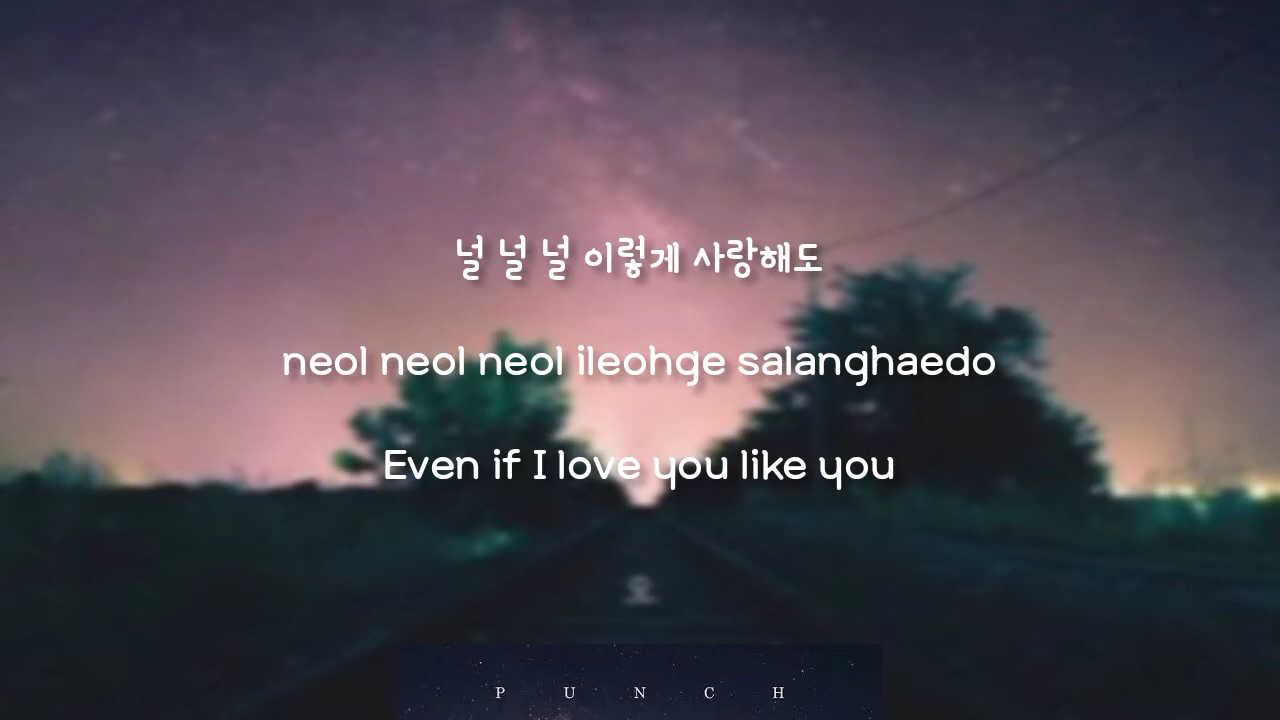 널 널 널 이렇게 사랑해도
neol neol neol ileohge salanghaedo
Even if I love you like you
요
P U N C H